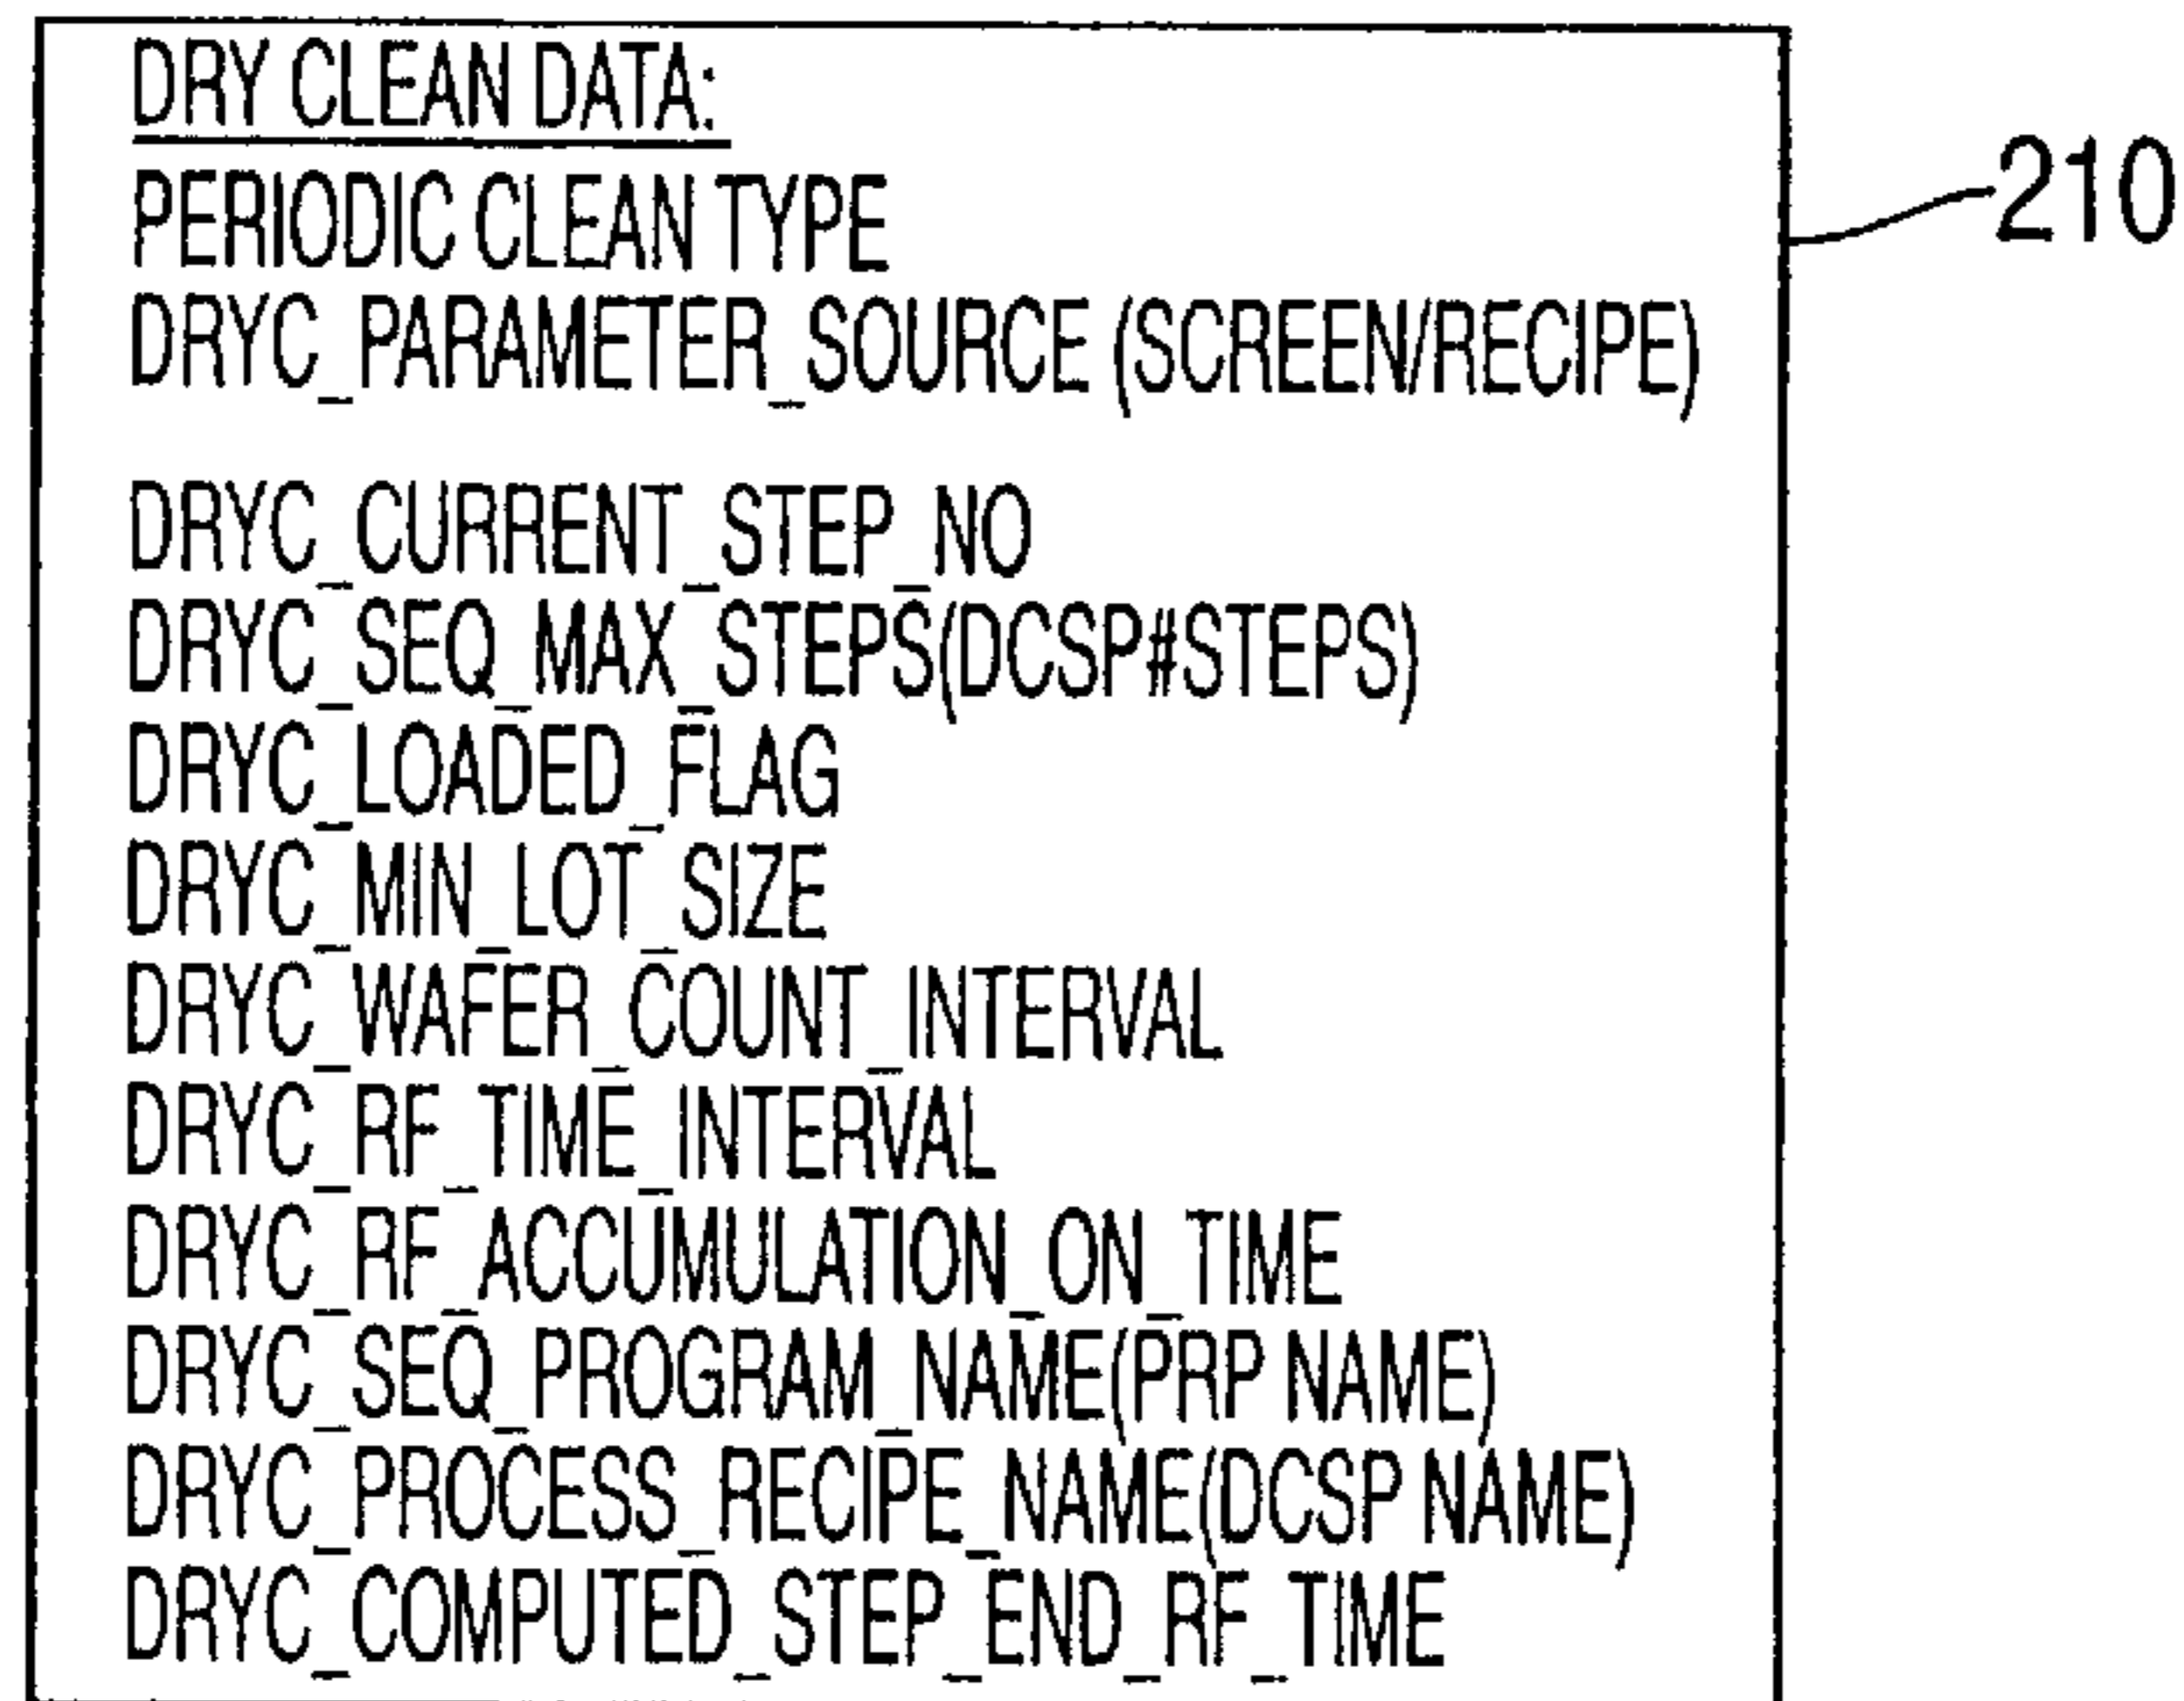 DRY CLEAN DATA:
PERIODIC CLEAN TYPE
210
DRYC_PARAMETER_SOURCE (SCREEN/RECIPE)
DRYC_CURRENT_STEP_NO
DRYC_SEQ_MAX_STEPS(DCSP#STEPS)
DRYC_LOADED_FLAG
DRYC_MIN_LOT_SIZE
DRYC_WAFER_COUNT_INTERVAL
DRYC_RF_TIME_INTERVAL
DRYC_RF_ACCUMULATION_ON_TIME
DRYC_SEQ_PROGRAM_NAME(PRP NAME)
DRYC_PROCESS_RECIPE_NAME(DCSP NAME)
DRYC_COMPUTED_STEP_END_RF_TIME